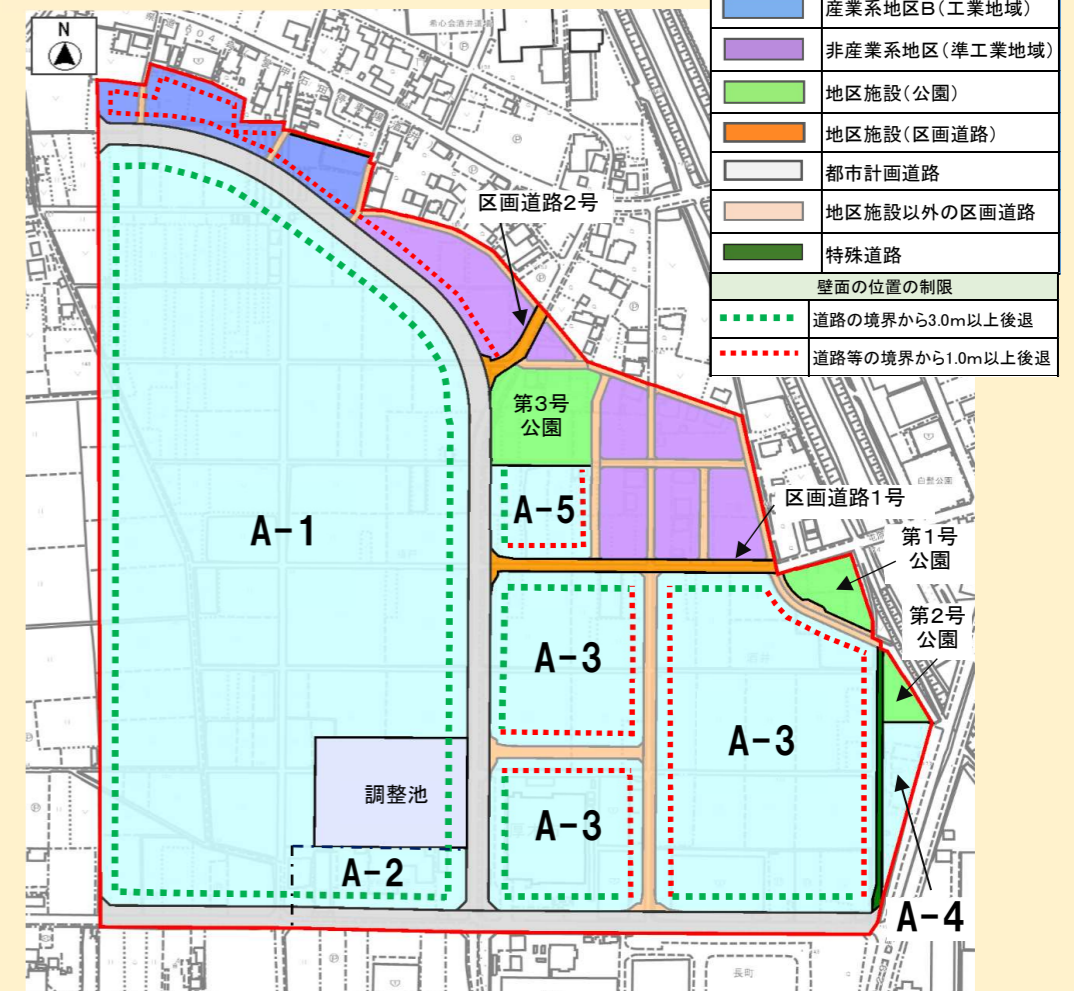 産業系地区B(工業地域)
非産業系地区(準工業地域)
地区施設(公園)
地区施設(区画道路)
都市計画道路
地区施設以外の区画道路
特殊道路
壁面の位置の制限
道路の境界から3.0m以上後退
道路等の境界から1.0m以上後退
N
区画道路2号
第3号
公園
A-5
A-1
区画道路1号
第1号
公園
第2号
公園
A-3
A-3
A-3
調整池
A-2
A-4
白髭公園
長町